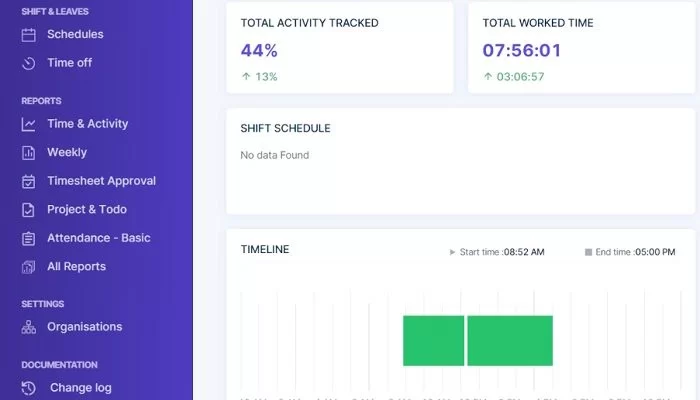 SHIFT & LEAVES
Schedules
Time off
REPORTS
Time & Activity
Weekly
Timesheet Approval
Project & Todo
Attendance - Basic
All Reports
SETTINGS
Organisations
DOCUMENTATION
Change log
TOTAL ACTIVITY TRACKED
44%
↑ 13%
TOTAL WORKED TIME
07:56:01
↑ 03:06:57
SHIFT SCHEDULE
No data Found
TIMELINE
Start time :08:52 AM
End time :05:00 PM